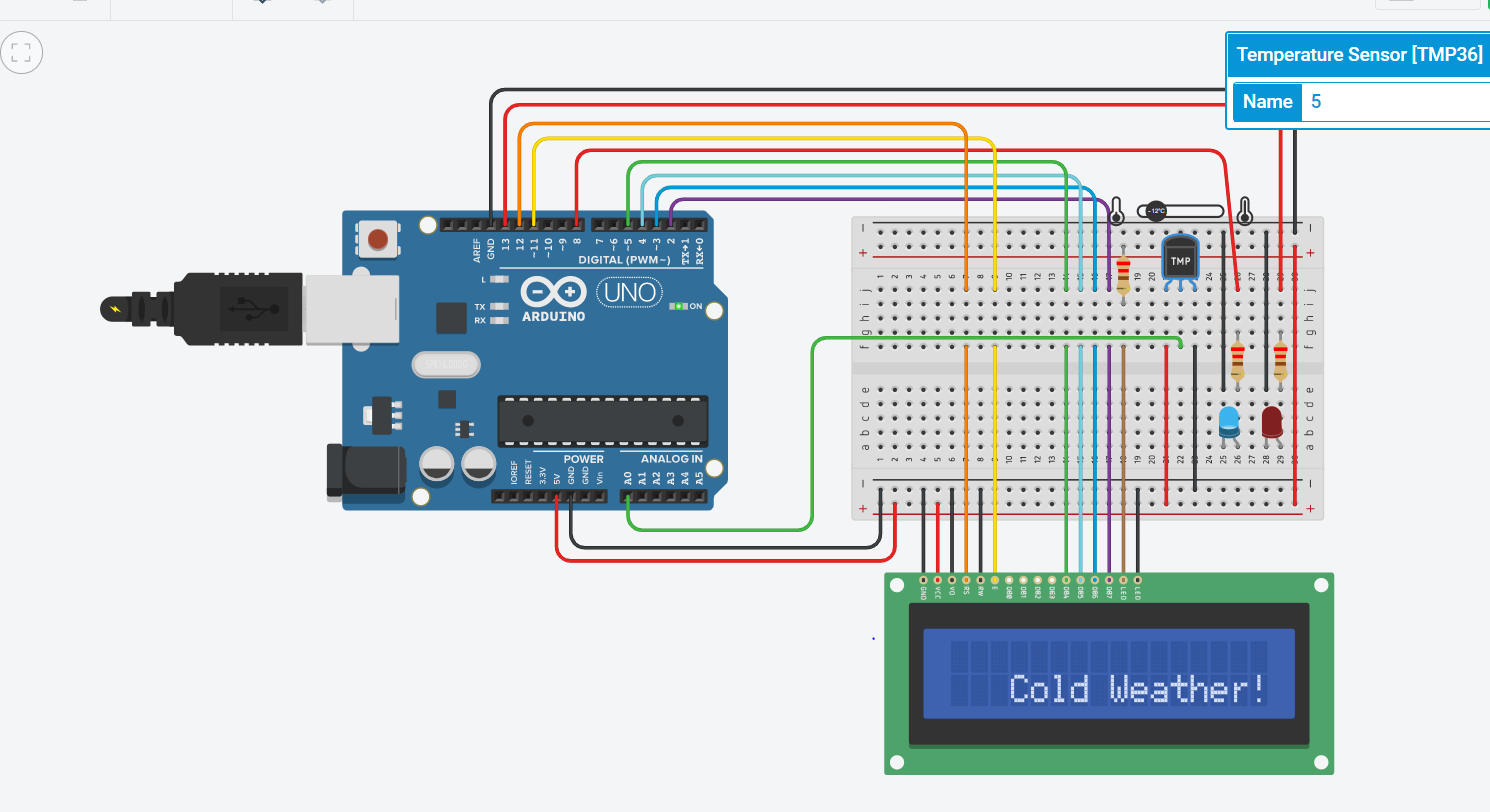 Temperature Sensor [TMP36]
Name 5
-12°C
AREF GND 13 12 ~11 ~10 ~9 8 7 ~6 ~5 4 ~3 2 TX→1 RX←0
DIGITAL (PWM~)
L
TX
RX
UNO
ARDUINO
ON
TMP
POWER
ANALOG IN
IOREF RESET 3.3V 5V GND GND Vin A0 A1 A2 A3 A4 A5
j i h g f
e d c b a
GND VCC VO RS RW E DB0 DB1 DB2 DB3 DB4 DB5 DB6 DB7 LED LED
Cold Weather!